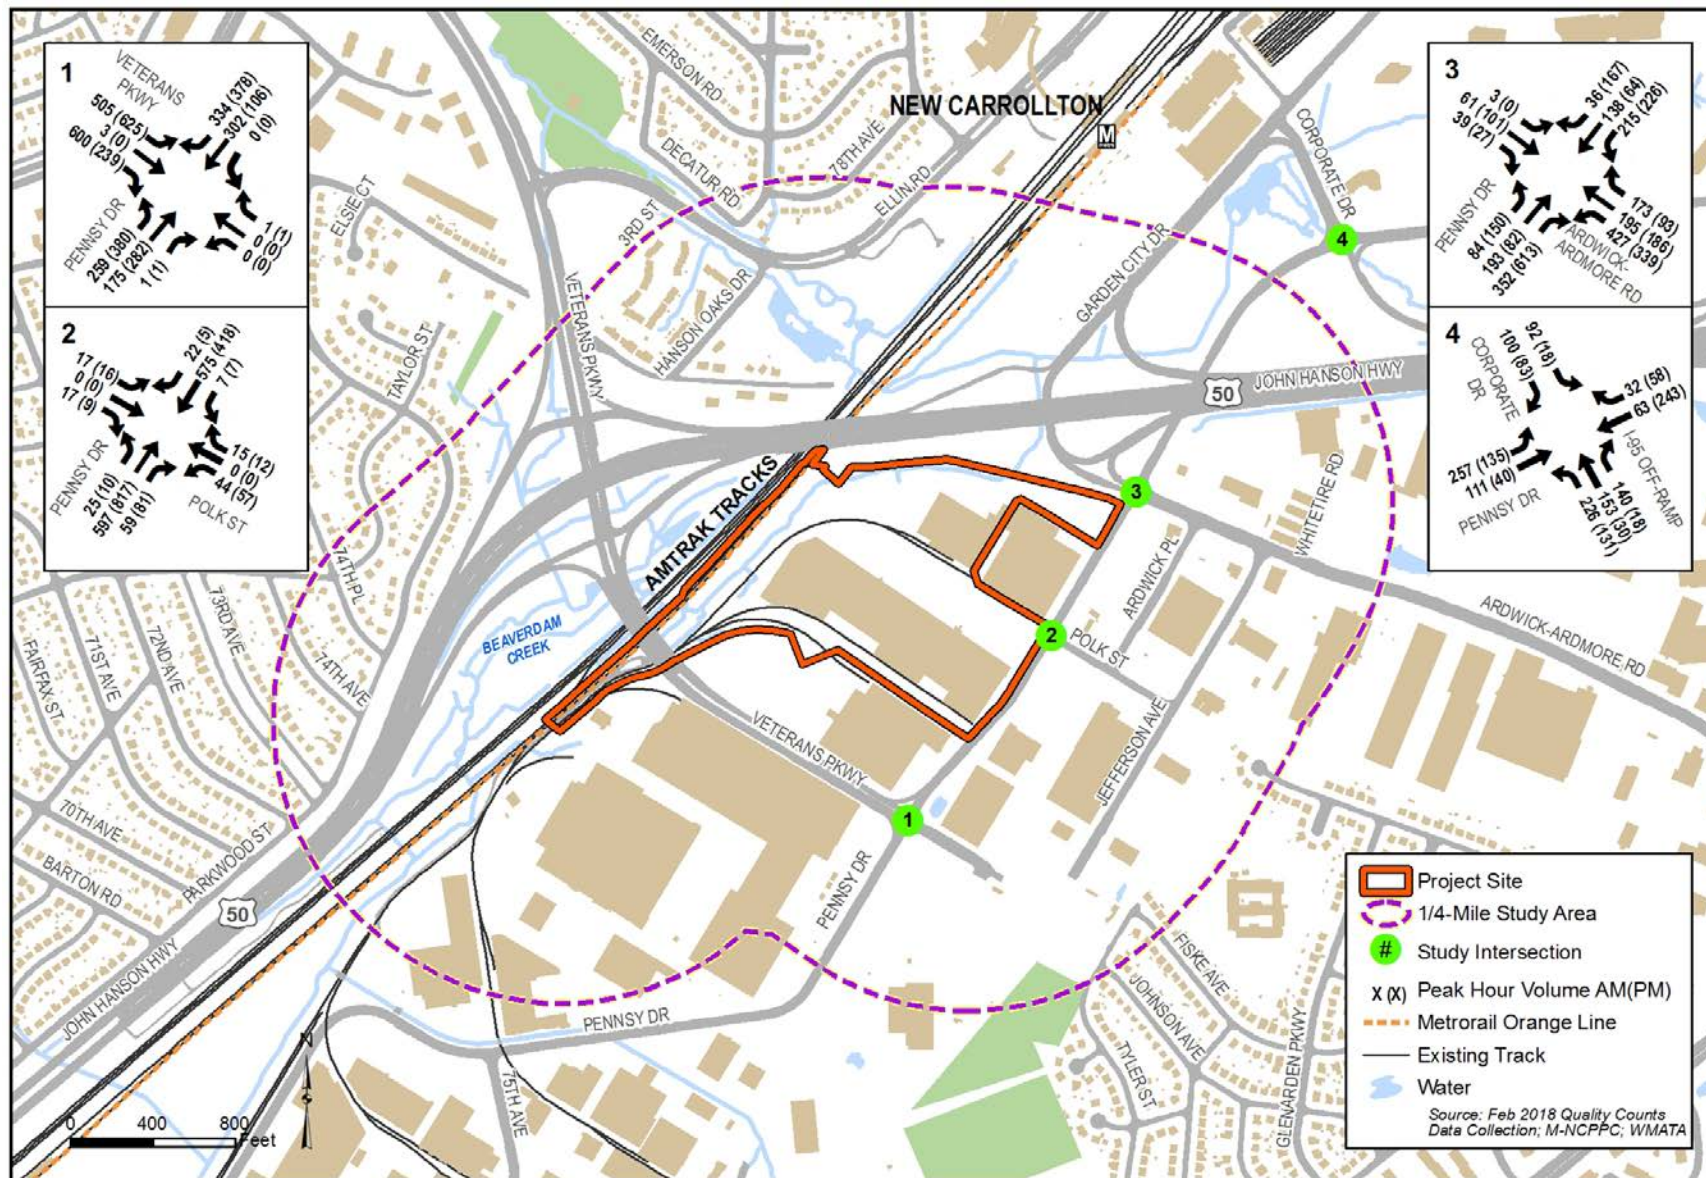 1
VETERANS
PKWY
505 (625)
3 (0)
600 (239)
334 (378)
302 (106)
0 (0)
PENNSY DR
259 (380)
175 (282)
1 (1)
1 (1)
0 (0)
0 (0)
2
17 (16)
0 (0)
17 (9)
22 (5)
575 (418)
7 (7)
PENNSY DR
25 (10)
597 (817)
59 (81)
15 (12)
0 (0)
44 (57)
POLK ST
3
3 (0)
61 (101)
39 (27)
36 (167)
138 (64)
215 (226)
PENNSY DR
84 (150)
193 (82)
352 (613)
173 (93)
195 (186)
427 (339)
ARDWICK-
ARDMORE RD
4
CORPORATE
DR
92 (18)
100 (83)
32 (58)
63 (243)
I-95 OFF-RAMP
257 (135)
111 (40)
PENNSY DR
140 (18)
153 (30)
226 (131)
EMERSON RD
NEW CARROLLTON
M
DECATUR RD
78TH AVE
ELLIN RD
3RD ST
ELSIE CT
CORPORATE DR
4
GARDEN CITY DR
VETERANS PKWY
HANSON OAKS DR
TAYLOR ST
JOHN HANSON HWY
50
AMTRAK TRACKS
3
WHITETIRE RD
ARDWICK PL
74TH PL
73RD AVE
72ND AVE
71ST AVE
FAIRFAX ST
74TH AVE
BEAVERDAM
CREEK
2
POLK ST
ARDWICK-ARDMORE RD
VETERANS PKWY
JEFFERSON AVE
1
70TH AVE
BARTON RD
PARKWOOD ST
50
JOHN HANSON HWY
PENNSY DR
PENNSY DR
75TH AVE
FISKE AVE
JOHNSON AVE
TYLER ST
GLENARDEN PKWY
N
0 400 800
Feet
Project Site
1/4-Mile Study Area
# Study Intersection
X (X) Peak Hour Volume AM(PM)
Metrorail Orange Line
Existing Track
Water
Source: Feb 2018 Quality Counts
Data Collection; M-NCPPC; WMATA